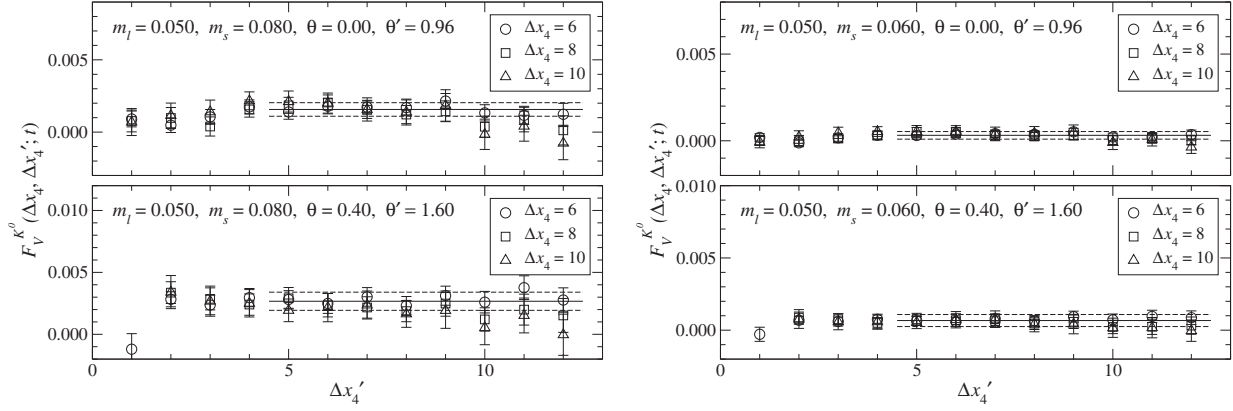 m_l = 0.050, m_s = 0.080, θ = 0.00, θ′ = 0.96
Δx_4 = 6
Δx_4 = 8
Δx_4 = 10
0.005
0.000
m_l = 0.050, m_s = 0.080, θ = 0.40, θ′ = 1.60
Δx_4 = 6
Δx_4 = 8
Δx_4 = 10
0.010
0.005
0.000
F_V^{K^0}(Δx_4, Δx_4′; t)
0 5 10
Δx_4′
m_l = 0.050, m_s = 0.060, θ = 0.00, θ′ = 0.96
Δx_4 = 6
Δx_4 = 8
Δx_4 = 10
0.005
0.000
m_l = 0.050, m_s = 0.060, θ = 0.40, θ′ = 1.60
Δx_4 = 6
Δx_4 = 8
Δx_4 = 10
0.010
0.005
0.000
F_V^{K^0}(Δx_4, Δx_4′; t)
0 5 10
Δx_4′